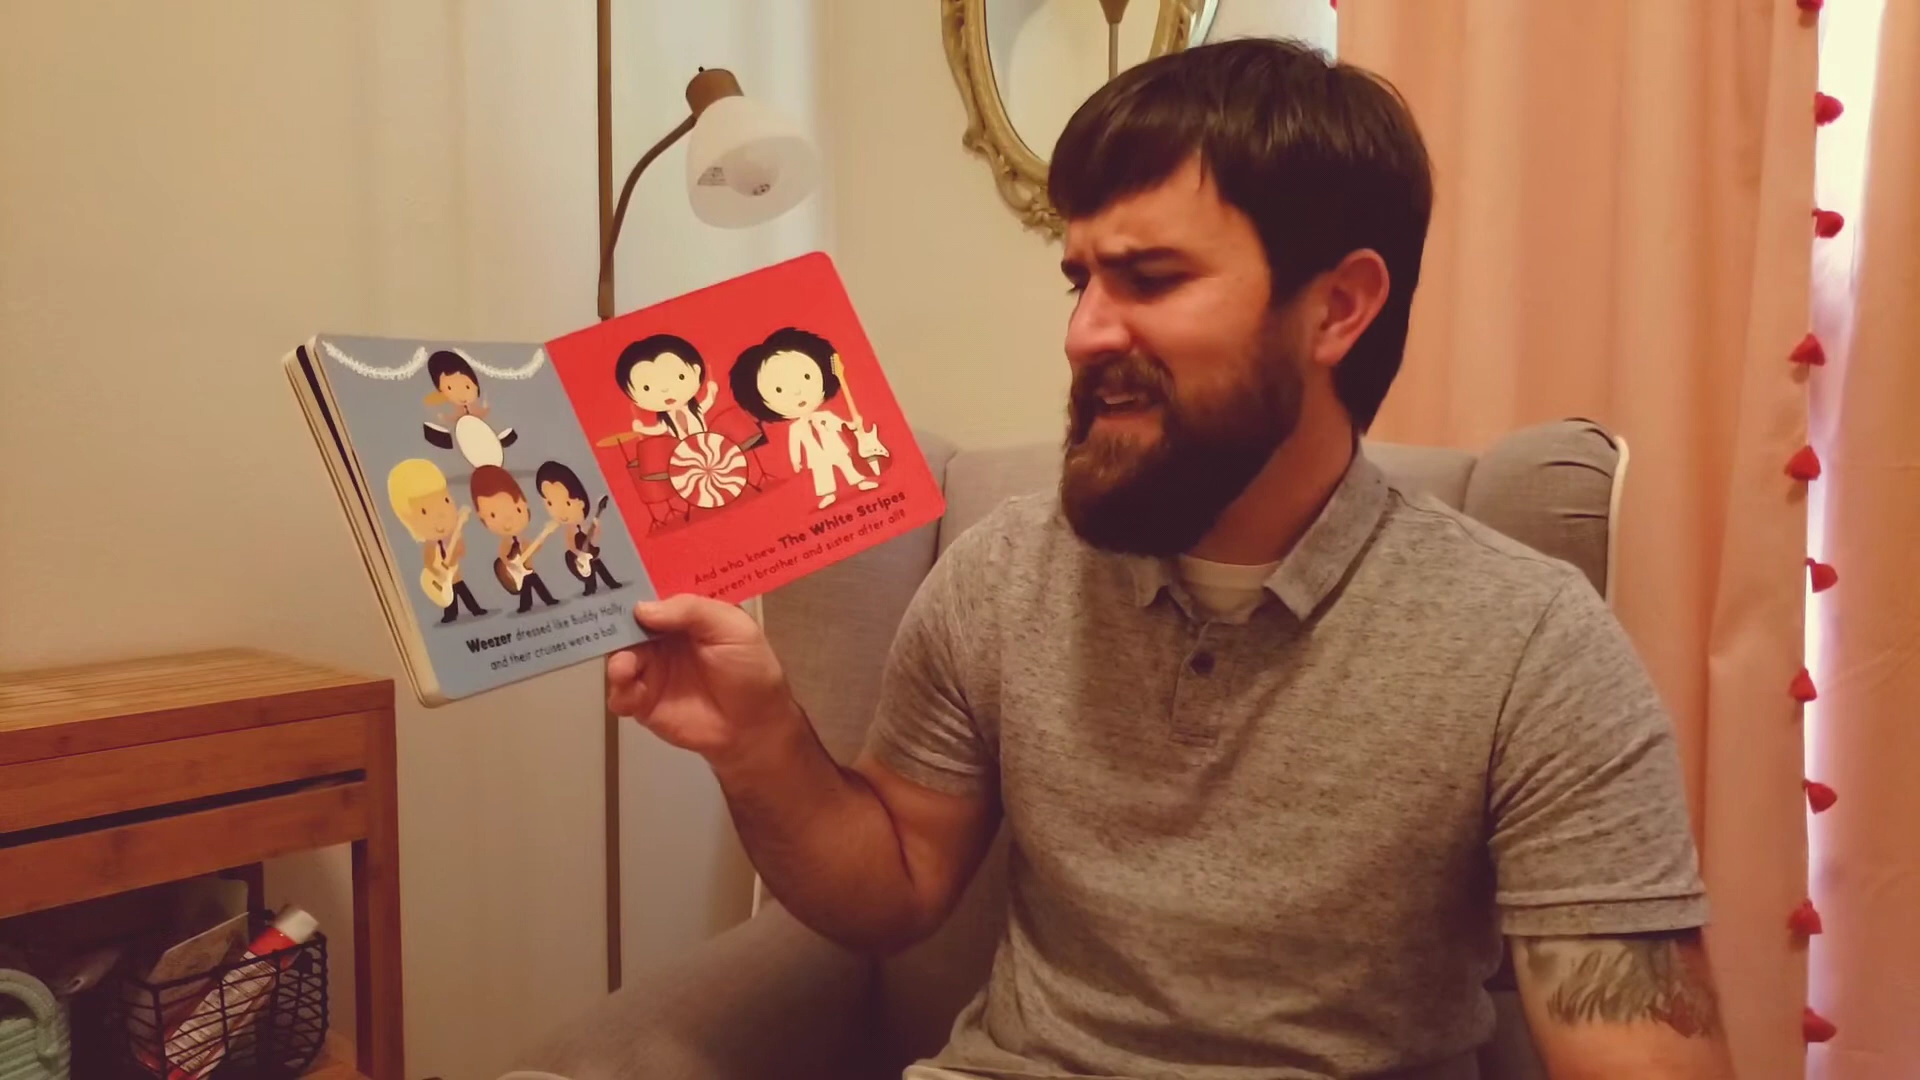 Weezer dressed like Buddy Holly,
and their cruises were a ball.
And who knew The White Stripes
weren't brother and sister after all?